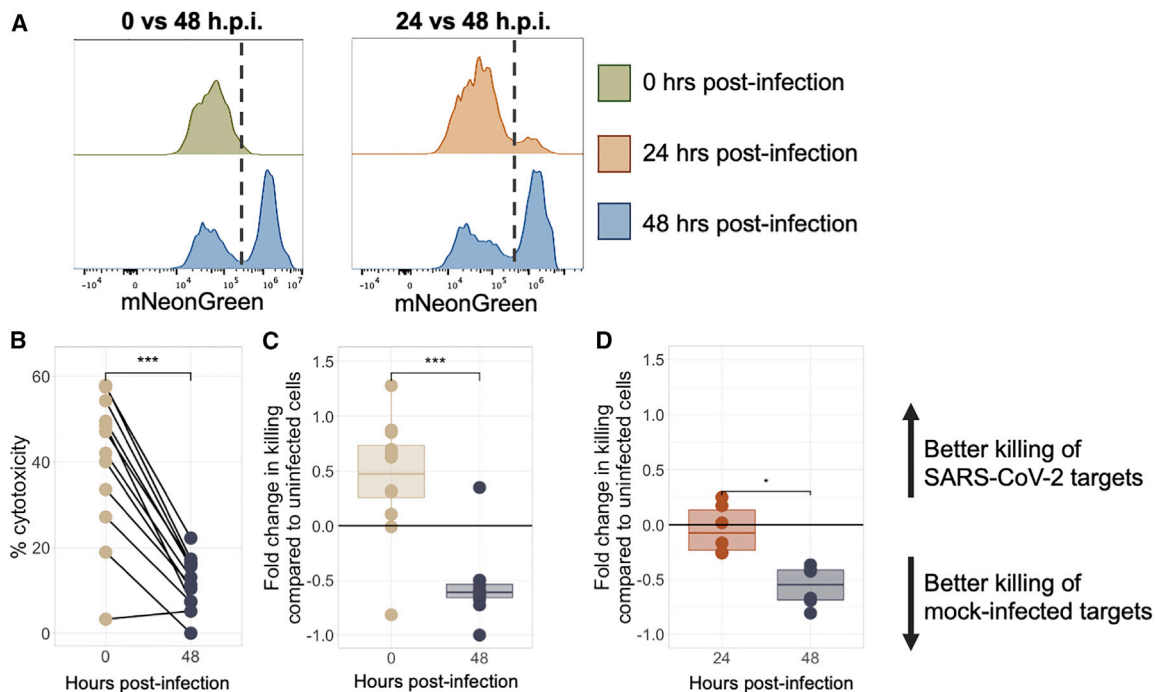 A
0 vs 48 h.p.i.
24 vs 48 h.p.i.
0 hrs post-infection
24 hrs post-infection
48 hrs post-infection
-10⁴ 0 10⁴ 10⁵ 10⁶ 10⁷
mNeonGreen
-10⁴ 0 10⁴ 10⁵ 10⁶
mNeonGreen
B
***
% cytotoxicity
60
40
20
0
0 48
Hours post-infection
C
***
Fold change in killing
compared to uninfected cells
1.5
1.0
0.5
0.0
-0.5
-1.0
0 48
Hours post-infection
D
*
Fold change in killing
compared to uninfected cells
1.5
1.0
0.5
0.0
-0.5
-1.0
24 48
Hours post-infection
Better killing of
SARS-CoV-2 targets
Better killing of
mock-infected targets